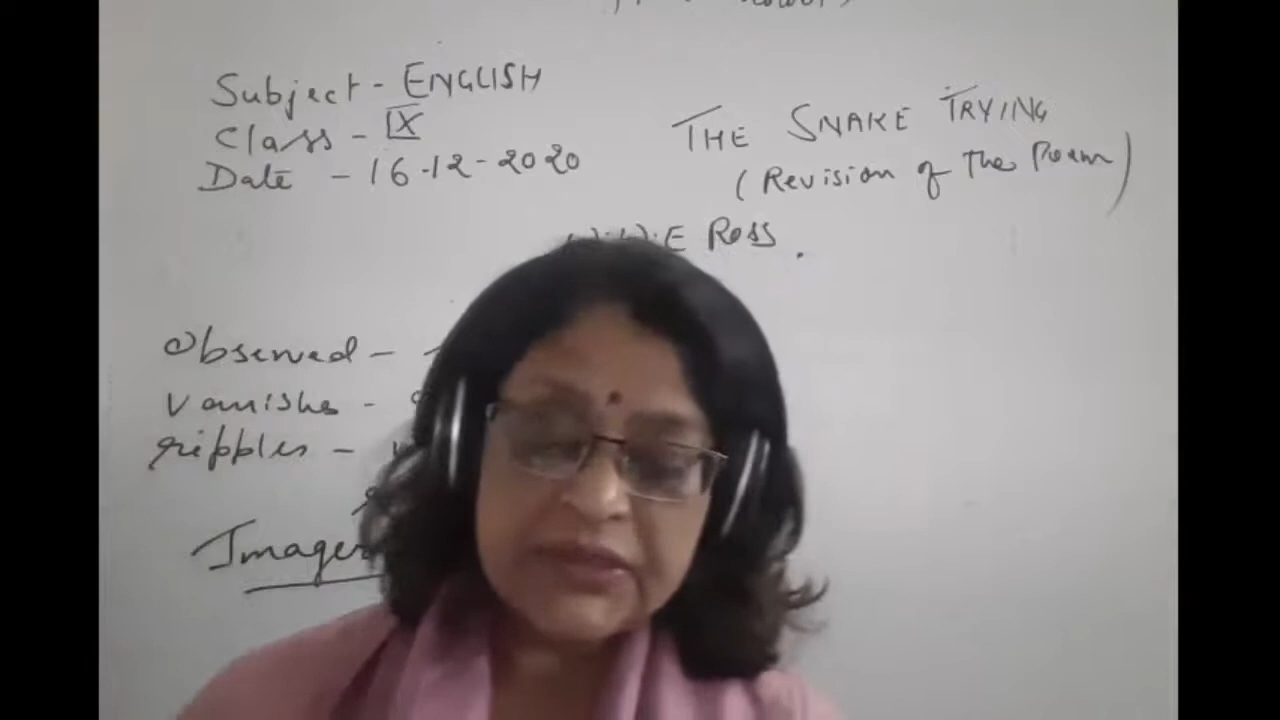 Subject - ENGLISH
Class - IX
Date - 16-12-2020
THE SNAKE TRYING
(Revision of the Poem)
W.W.E Ross.
Observed -
vanishes -
ripples -
Imagery